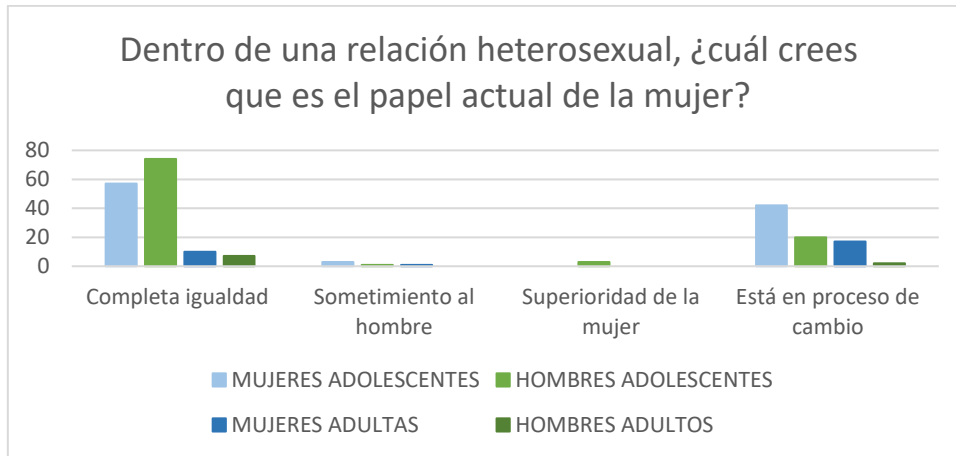 Dentro de una relación heterosexual, ¿cuál crees
que es el papel actual de la mujer?
80
60
40
20
0
Completa igualdad
Sometimiento al
hombre
Superioridad de la
mujer
Está en proceso de
cambio
MUJERES ADOLESCENTES
HOMBRES ADOLESCENTES
MUJERES ADULTAS
HOMBRES ADULTOS